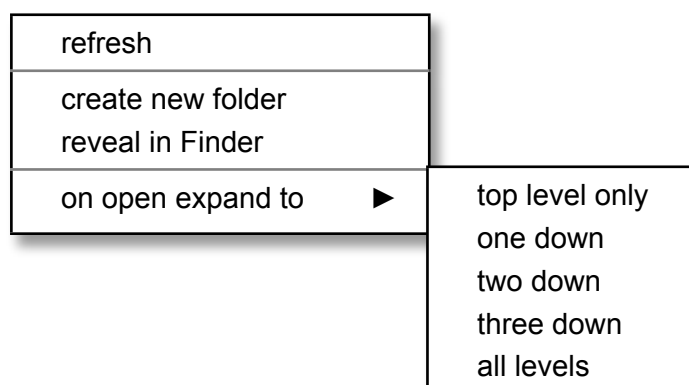 refresh
create new folder
reveal in Finder
on open expand to ►
top level only
one down
two down
three down
all levels